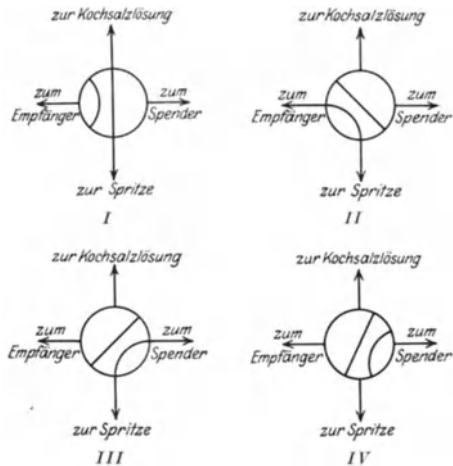 zur Kochsalzlösung
zum
Empfänger
zum
Spender
zur Spritze
I
zur Kochsalzlösung
zum
Empfänger
zum
Spender
zur Spritze
II
zur Kochsalzlösung
zum
Empfänger
zum
Spender
zur Spritze
III
zur Kochsalzlösung
zum
Empfänger
zum
Spender
zur Spritze
IV